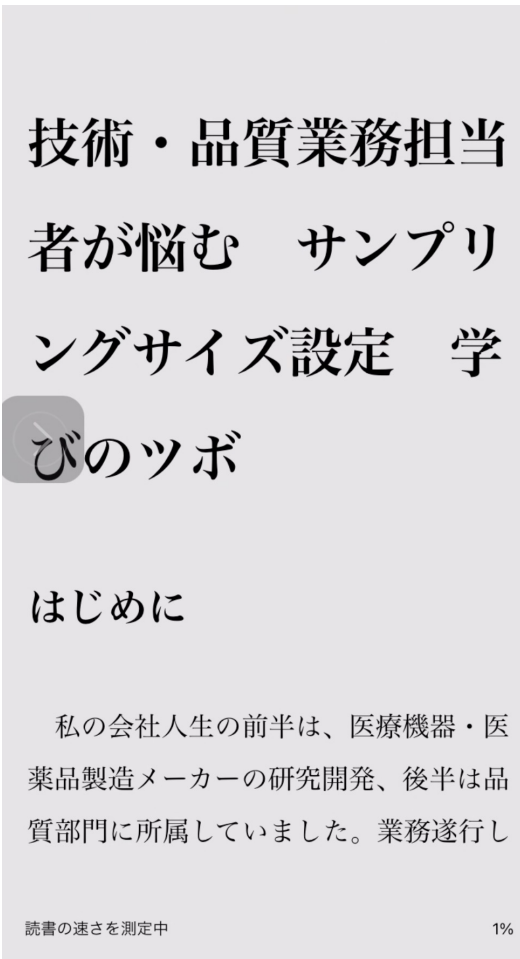 技術・品質業務担当
者が悩む　サンプリ
ングサイズ設定　学
びのツボ
はじめに
　私の会社人生の前半は、医療機器・医
薬品製造メーカーの研究開発、後半は品
質部門に所属していました。業務遂行し
読書の速さを測定中 1%